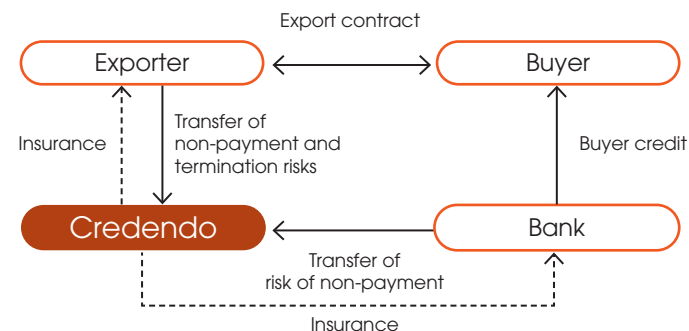 Export contract
Exporter
Buyer
Insurance
Transfer of
non-payment and
termination risks
Buyer credit
Credendo
Bank
Transfer of
risk of non-payment
Insurance